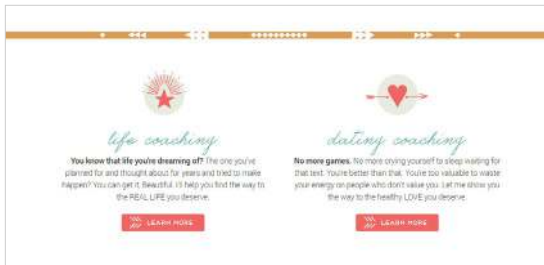 life coaching
You know that life you're dreaming of? The one you've
planned for and thought about for years and tried to make
happen? You can get it, Beautiful. I'll help you find the way to
the REAL LIFE you deserve.
LEARN MORE
dating coaching
No more games. No more crying yourself to sleep waiting for
that text. You're better than that. You're too valuable to waste
your energy on people who don't value you. Let me show you
the way to the healthy LOVE you deserve.
LEARN MORE